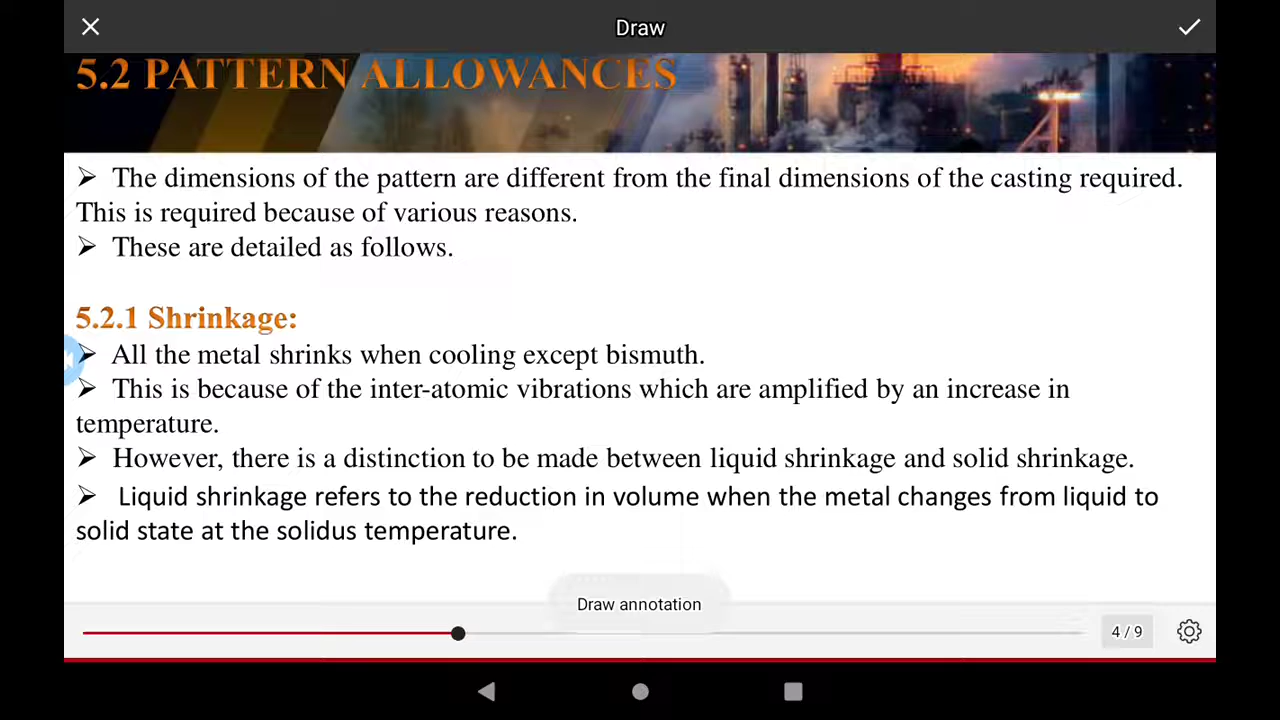 Draw
5.2 PATTERN ALLOWANCES
➢ The dimensions of the pattern are different from the final dimensions of the casting required.
This is required because of various reasons.
➢ These are detailed as follows.
5.2.1 Shrinkage:
➢ All the metal shrinks when cooling except bismuth.
➢ This is because of the inter-atomic vibrations which are amplified by an increase in
temperature.
➢ However, there is a distinction to be made between liquid shrinkage and solid shrinkage.
➢ Liquid shrinkage refers to the reduction in volume when the metal changes from liquid to
solid state at the solidus temperature.
Draw annotation
4 / 9